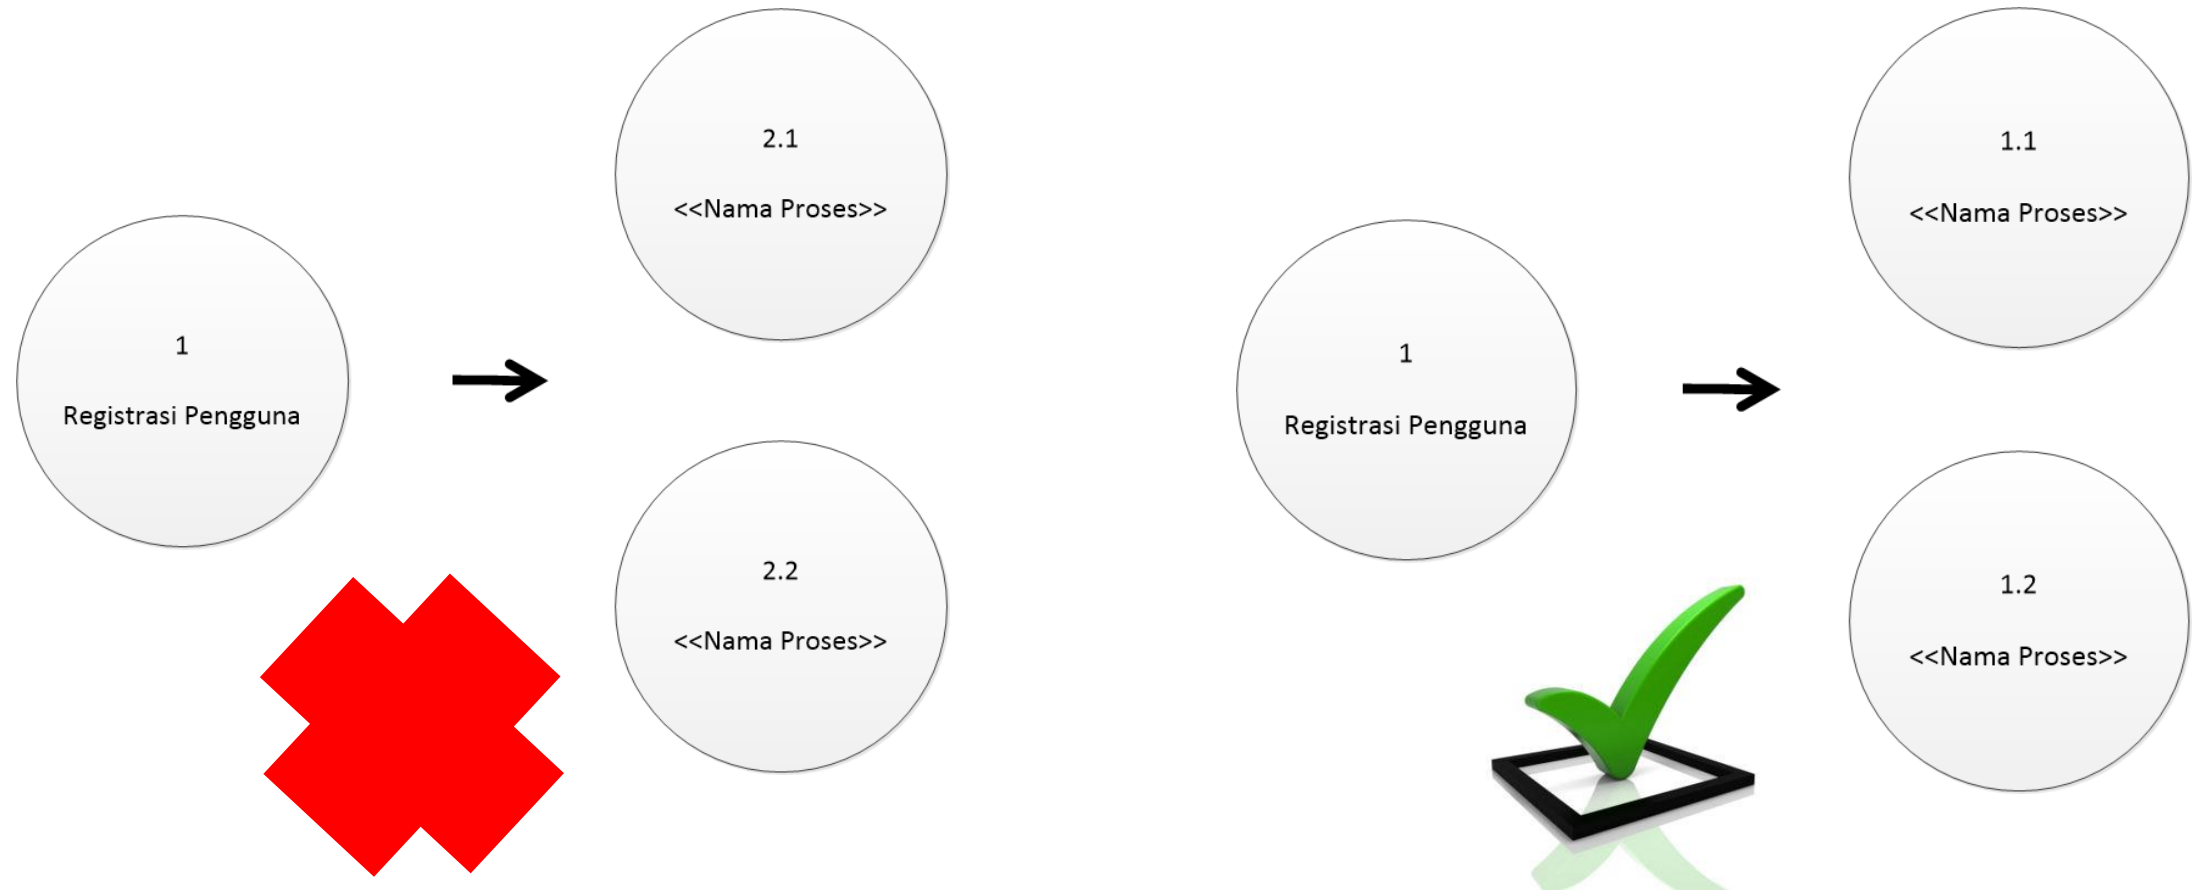 2.1
<<Nama Proses>>
1
Registrasi Pengguna
2.2
<<Nama Proses>>
1.1
<<Nama Proses>>
1
Registrasi Pengguna
1.2
<<Nama Proses>>